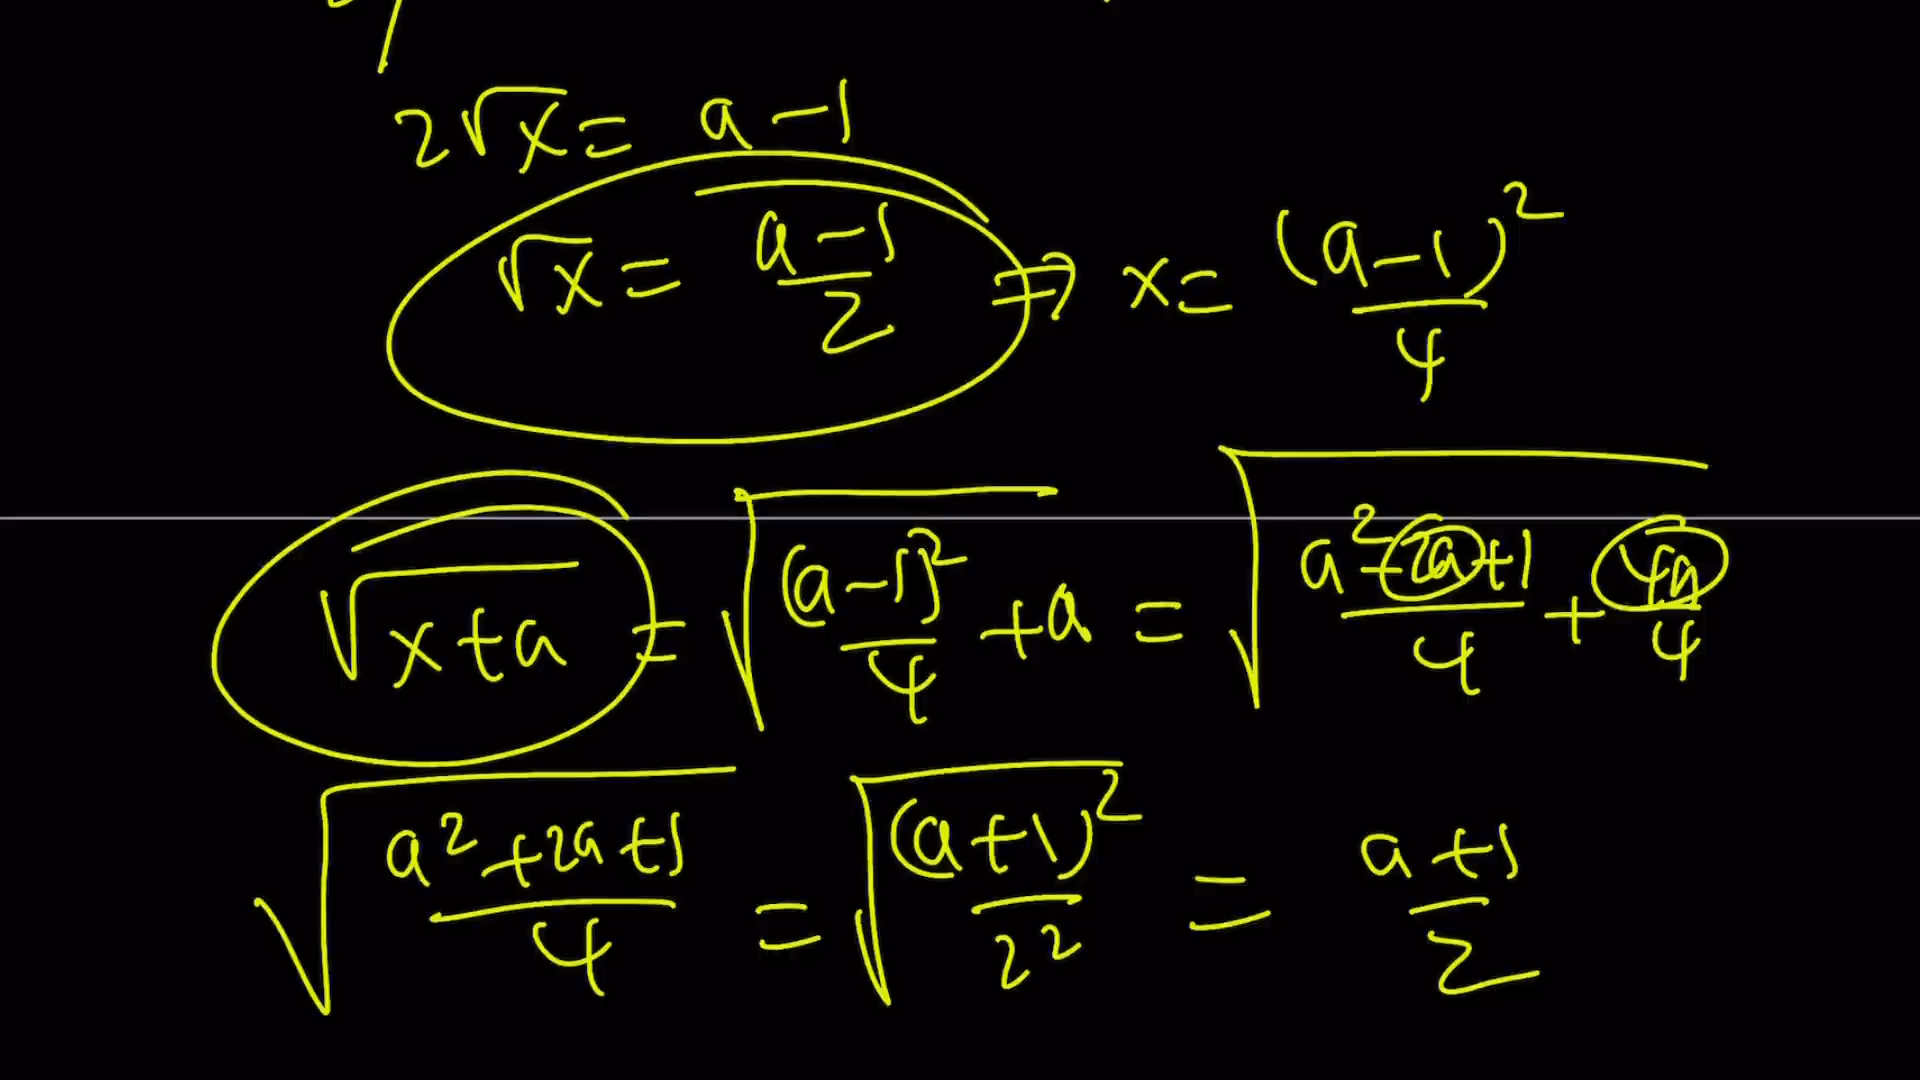 2√x = a - 1
√x = (a - 1)/2 ⇒ x = (a - 1)²/4
√(x + a) = √((a - 1)²/4 + a) = √((a² - 2a + 1)/4 + 4a/4)
√((a² + 2a + 1)/4) = √((a + 1)²/2²) = (a + 1)/2